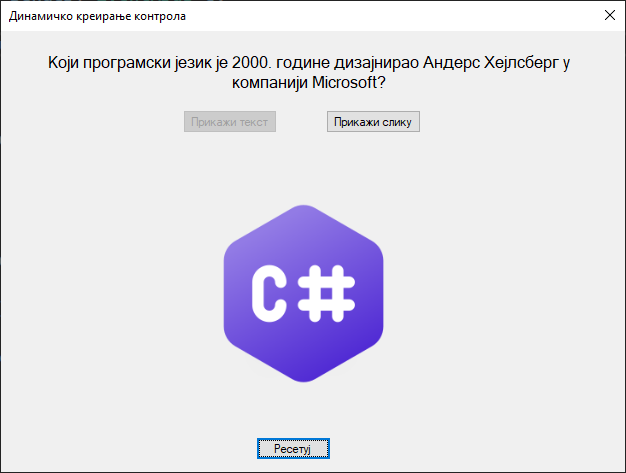 Динамичко креирање контрола
Који програмски језик је 2000. године дизајнирао Андерс Хејлсберг у
компанији Microsoft?
Прикажи текст Прикажи слику
C#
Ресетуј